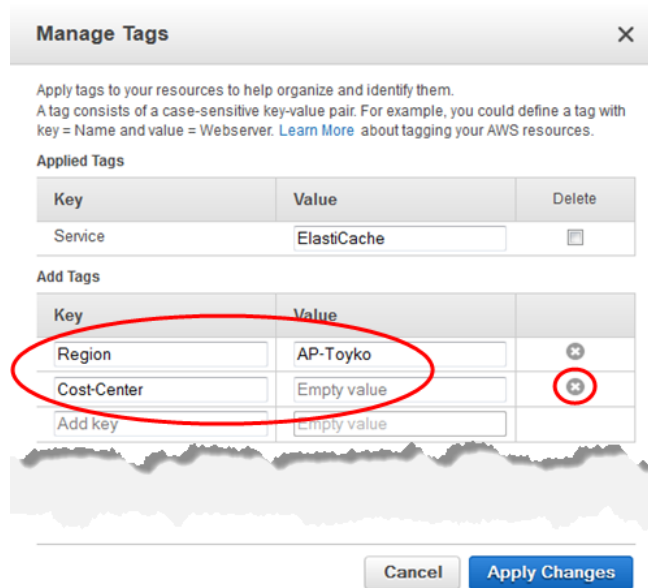 Manage Tags
Apply tags to your resources to help organize and identify them.
A tag consists of a case-sensitive key-value pair. For example, you could define a tag with
key = Name and value = Webserver. Learn More about tagging your AWS resources.
Applied Tags
Key Value Delete
Service ElastiCache
Add Tags
Key Value
Region AP-Toyko
Cost-Center Empty value
Add key Empty value
Cancel Apply Changes